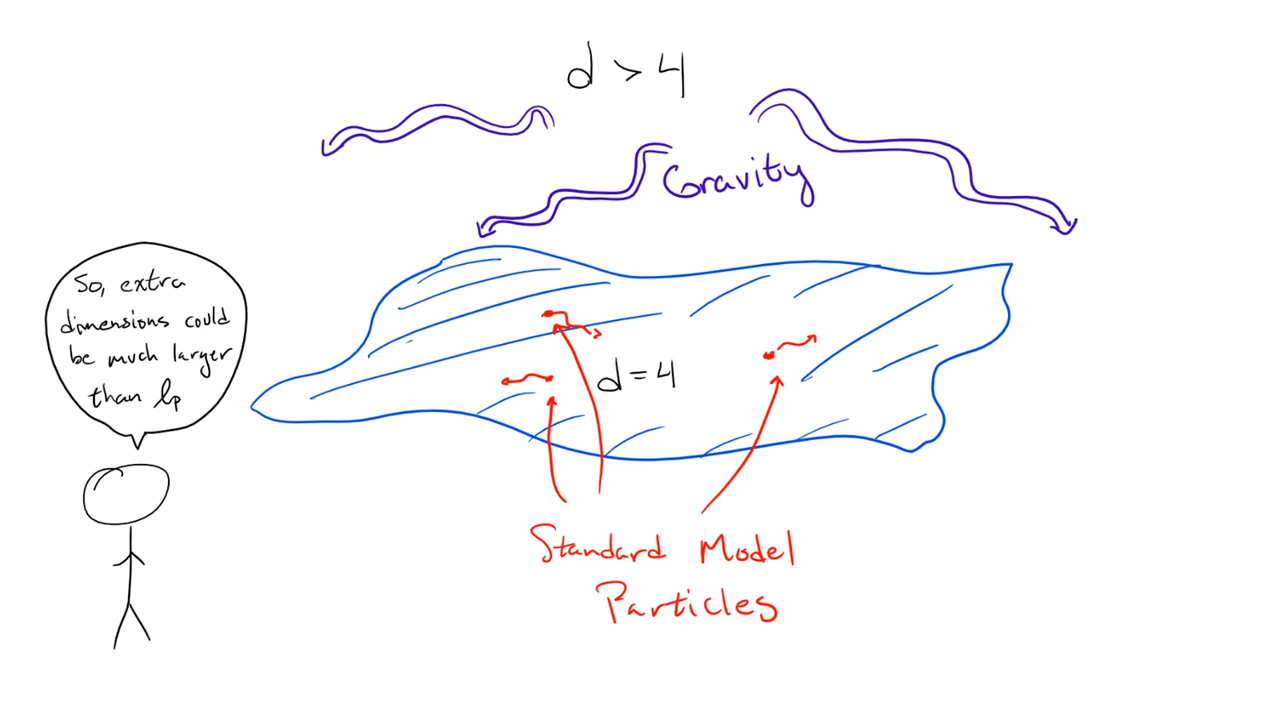 d > 4
Gravity
So, extra
dimensions could
be much larger
than lp
d = 4
Standard Model
Particles